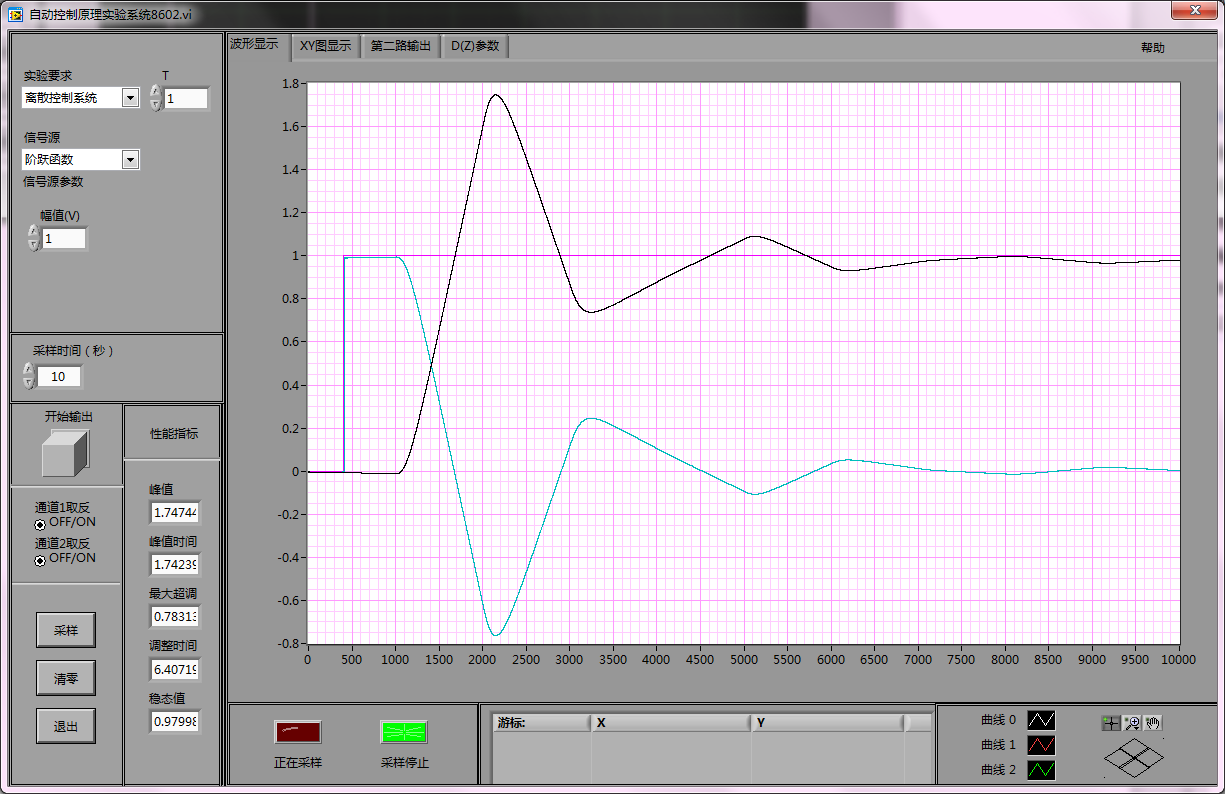 自动控制原理实验系统8602.vi
波形显示 XY图显示 第二路输出 D(Z)参数 帮助
实验要求 T
离散控制系统 1
信号源
阶跃函数
信号源参数
幅值(V)
1
采样时间(秒)
10
开始输出
性能指标
通道1取反
OFF/ON
通道2取反
OFF/ON
采样
清零
退出
峰值
1.74744
峰值时间
1.74239
最大超调
0.78313
调整时间
6.40719
稳态值
0.97998
1.8
1.6
1.4
1.2
1
0.8
0.6
0.4
0.2
0
-0.2
-0.4
-0.6
-0.8
0 500 1000 1500 2000 2500 3000 3500 4000 4500 5000 5500 6000 6500 7000 7500 8000 8500 9000 9500 10000
正在采样 采样停止
游标: X Y
曲线 0
曲线 1
曲线 2